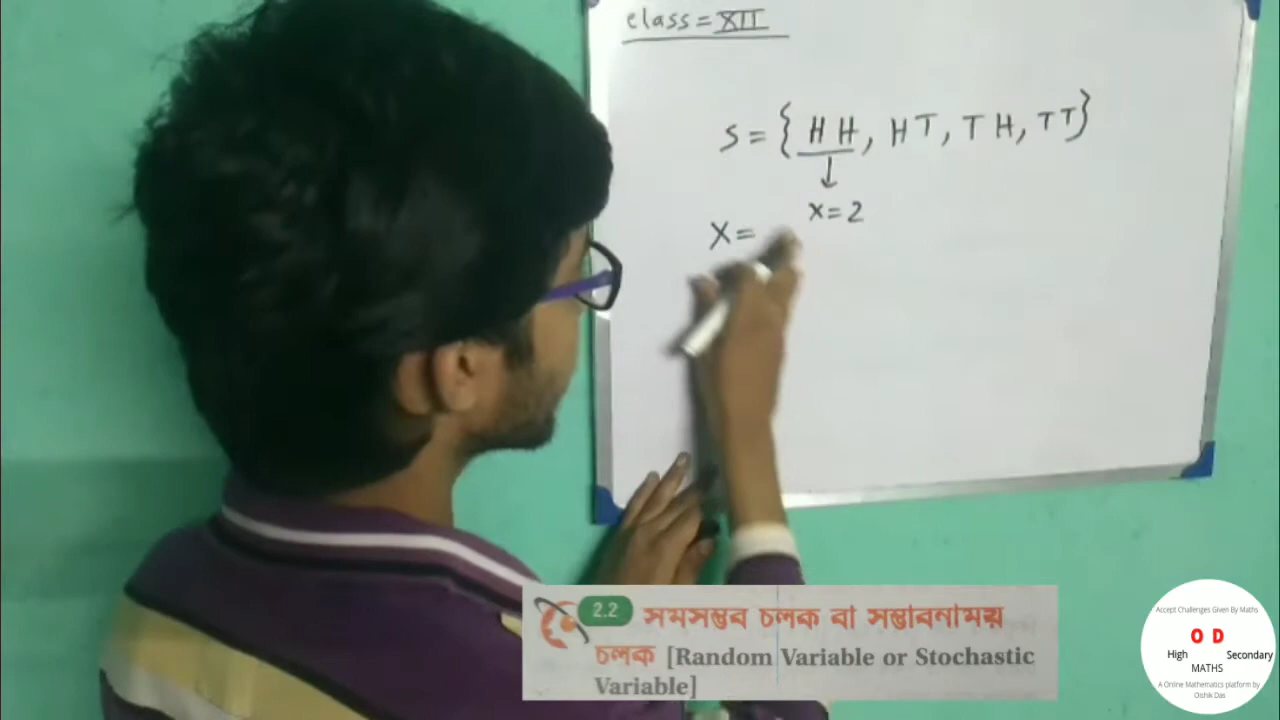 class = XII
S = { HH, HT, TH, TT}
↓
x=2
X=
2.2 সমসম্ভব চলক বা সম্ভাবনাময়
চলক [Random Variable or Stochastic
Variable]
Accept Challenges Given By Maths
O D
High Secondary
MATHS
A Online Mathematics platform by
Oishik Das